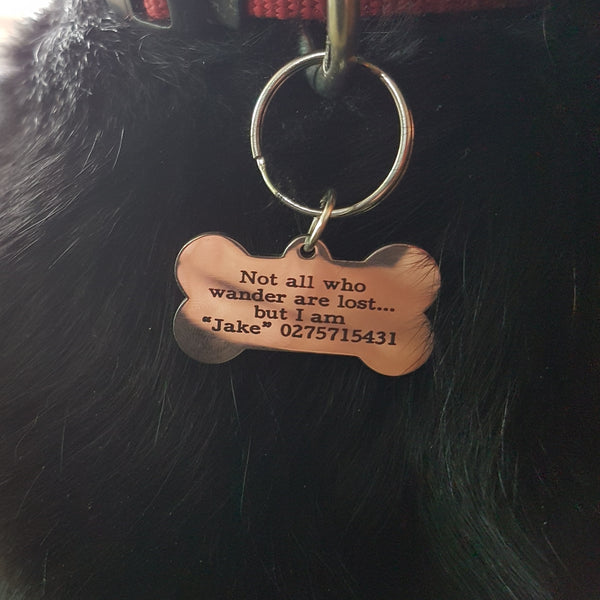 Not all who
wander are lost...
but I am
“Jake” 0275715431